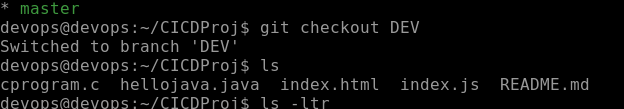 * master
devops@devops:~/CICDProj$ git checkout DEV
Switched to branch 'DEV'
devops@devops:~/CICDProj$ ls
cprogram.c  hellojava.java  index.html  index.js  README.md
devops@devops:~/CICDProj$ ls -ltr